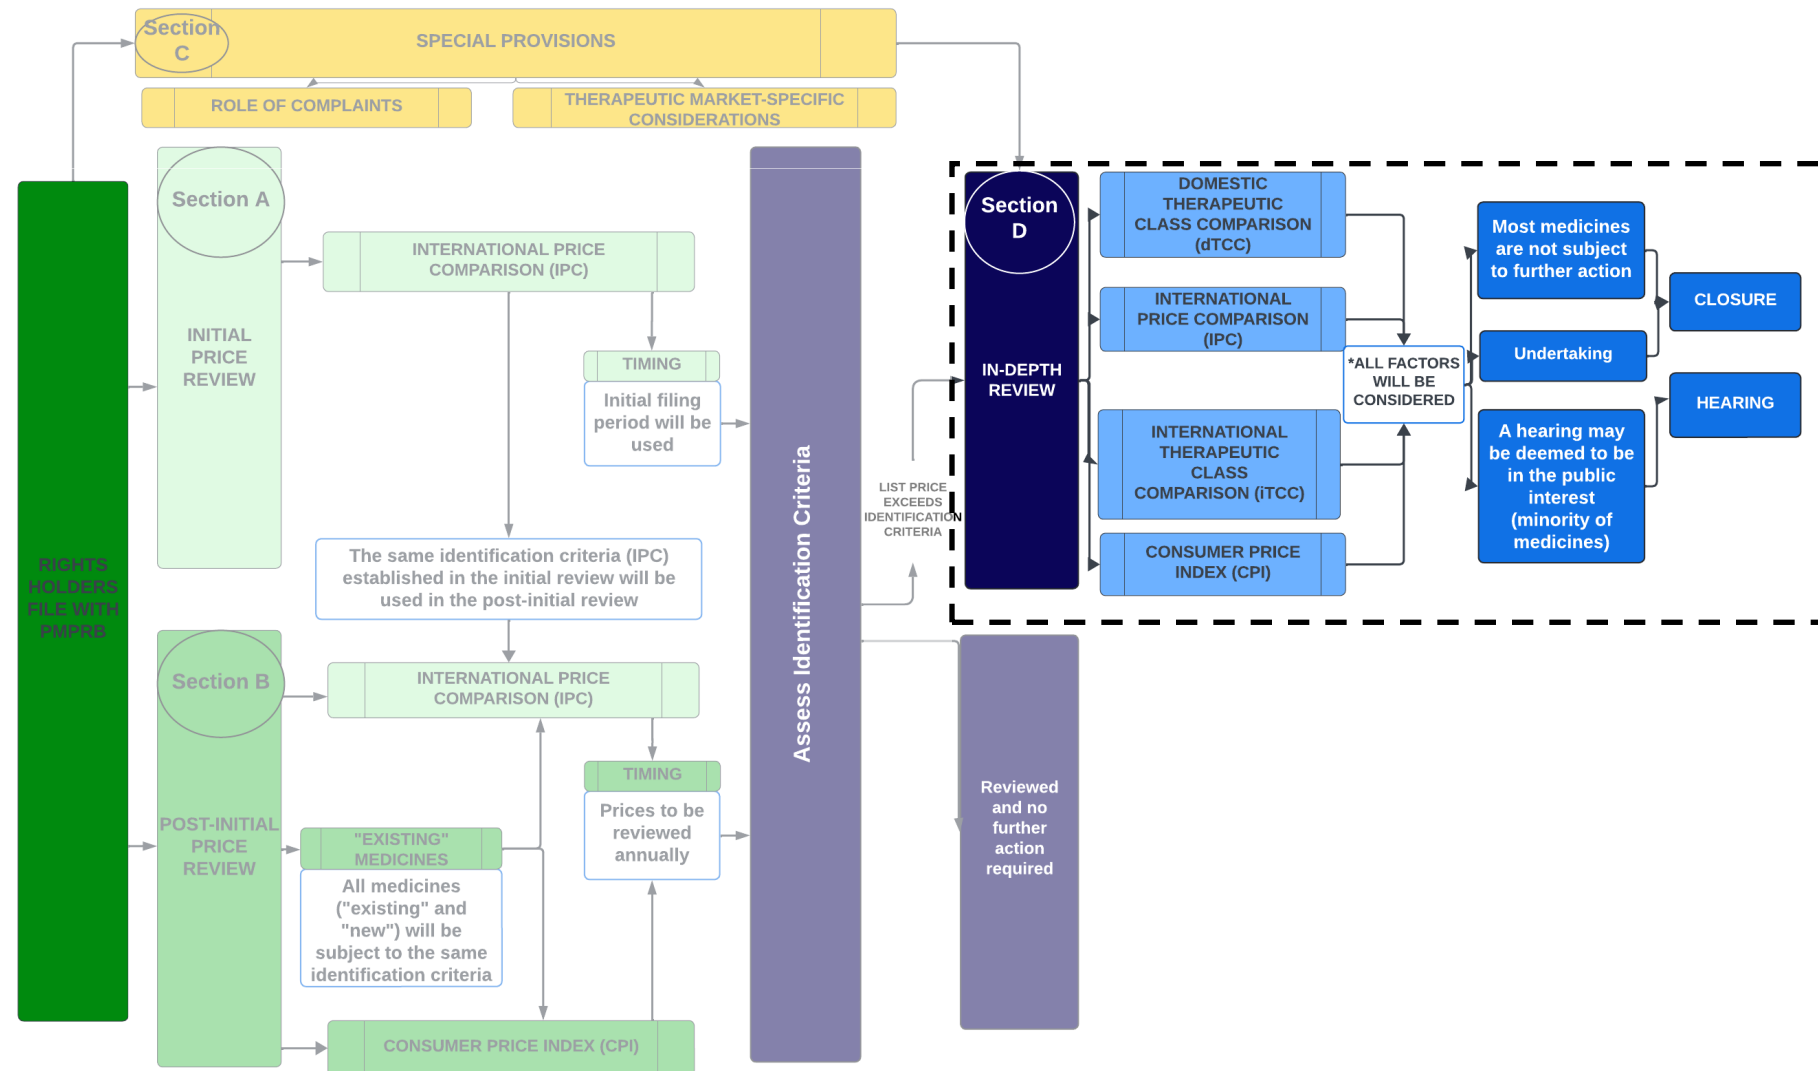 Section
C
SPECIAL PROVISIONS
ROLE OF COMPLAINTS
THERAPEUTIC MARKET-SPECIFIC
CONSIDERATIONS
RIGHTS
HOLDERS
FILE WITH
PMPRB
Section A
INITIAL
PRICE
REVIEW
INTERNATIONAL PRICE
COMPARISON (IPC)
TIMING
Initial filing
period will be
used
The same identification criteria (IPC)
established in the initial review will be
used in the post-initial review
Section B
POST-INITIAL
PRICE
REVIEW
INTERNATIONAL PRICE
COMPARISON (IPC)
TIMING
Prices to be
reviewed
annually
"EXISTING"
MEDICINES
All medicines
("existing" and
"new") will be
subject to the same
identification criteria
CONSUMER PRICE INDEX (CPI)
Assess Identification Criteria
LIST PRICE
EXCEEDS
IDENTIFICATION
CRITERIA
Section
D
IN-DEPTH
REVIEW
DOMESTIC
THERAPEUTIC
CLASS COMPARISON
(dTCC)
INTERNATIONAL
PRICE COMPARISON
(IPC)
INTERNATIONAL
THERAPEUTIC
CLASS
COMPARISON (iTCC)
CONSUMER PRICE
INDEX (CPI)
*ALL FACTORS
WILL BE
CONSIDERED
Most medicines
are not subject
to further action
Undertaking
A hearing may
be deemed to be
in the public
interest
(minority of
medicines)
CLOSURE
HEARING
Reviewed
and no
further
action
required